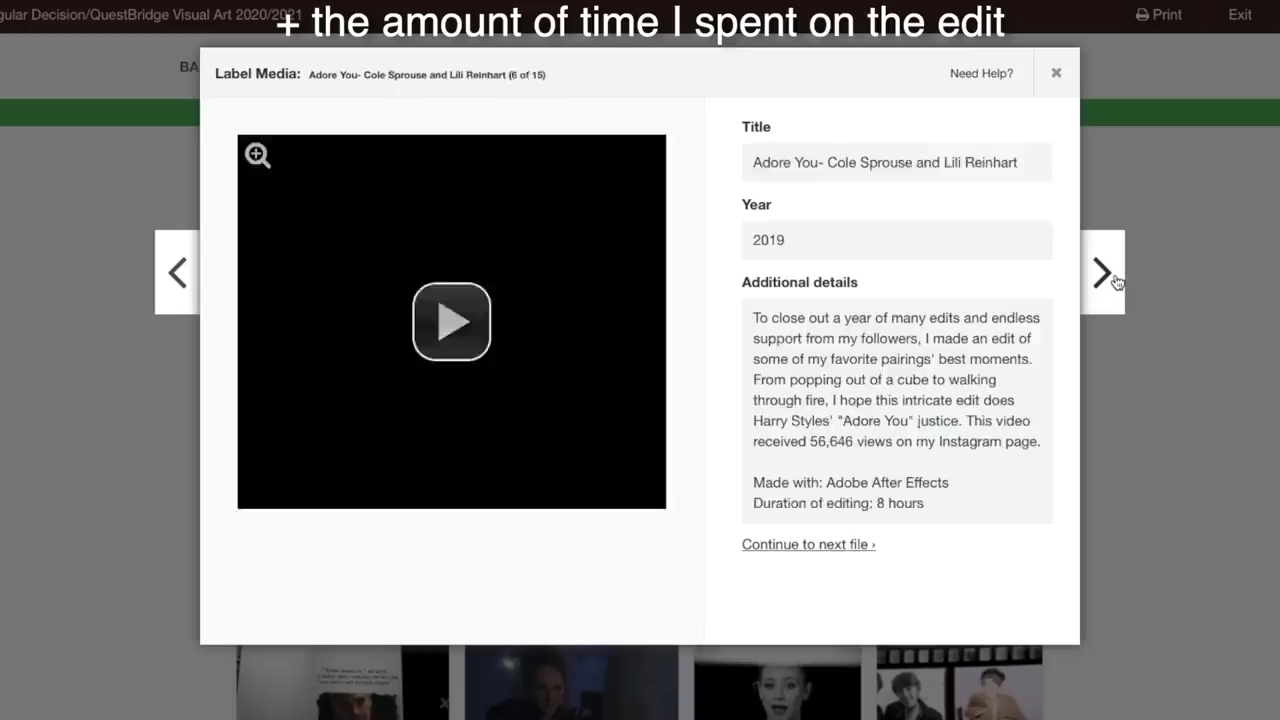 gular Decision/QuestBridge Visual Art 2020/2021
+ the amount of time I spent on the edit
Print
Exit
BA
Label Media: Adore You- Cole Sprouse and Lili Reinhart (6 of 15)
Need Help?
Title
Adore You- Cole Sprouse and Lili Reinhart
Year
2019
Additional details
To close out a year of many edits and endless
support from my followers, I made an edit of
some of my favorite pairings' best moments.
From popping out of a cube to walking
through fire, I hope this intricate edit does
Harry Styles' "Adore You" justice. This video
received 56,646 views on my Instagram page.
Made with: Adobe After Effects
Duration of editing: 8 hours
Continue to next file ›